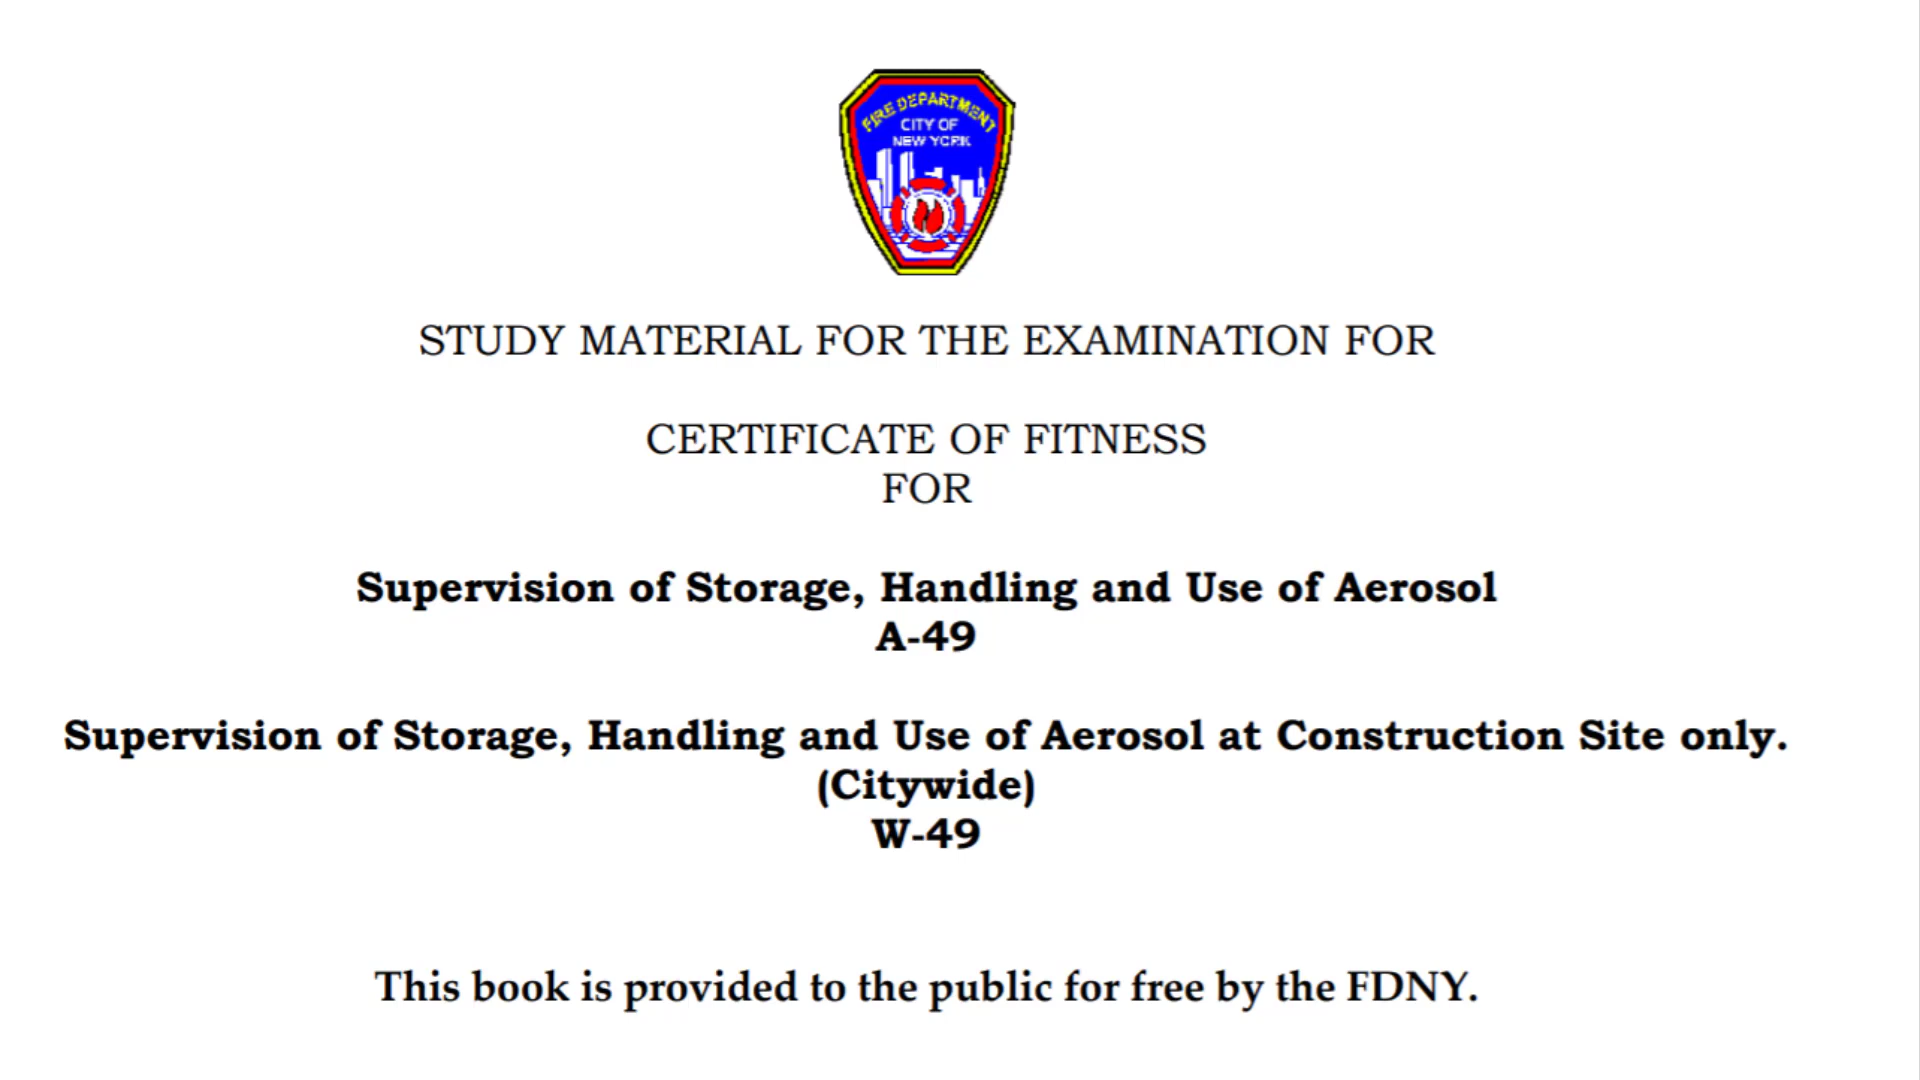 FIRE DEPARTMENT
CITY OF
NEW YORK
STUDY MATERIAL FOR THE EXAMINATION FOR
CERTIFICATE OF FITNESS
FOR
Supervision of Storage, Handling and Use of Aerosol
A-49
Supervision of Storage, Handling and Use of Aerosol at Construction Site only.
(Citywide)
W-49
This book is provided to the public for free by the FDNY.